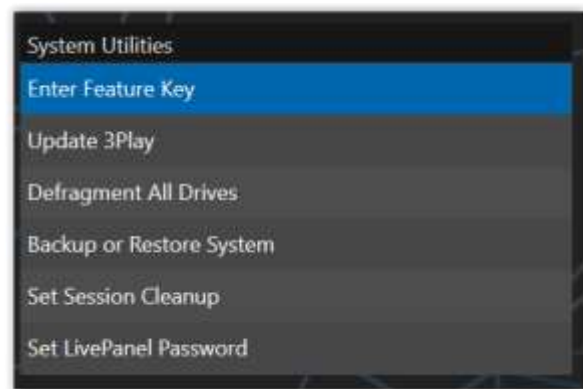 System Utilities
Enter Feature Key
Update 3Play
Defragment All Drives
Backup or Restore System
Set Session Cleanup
Set LivePanel Password